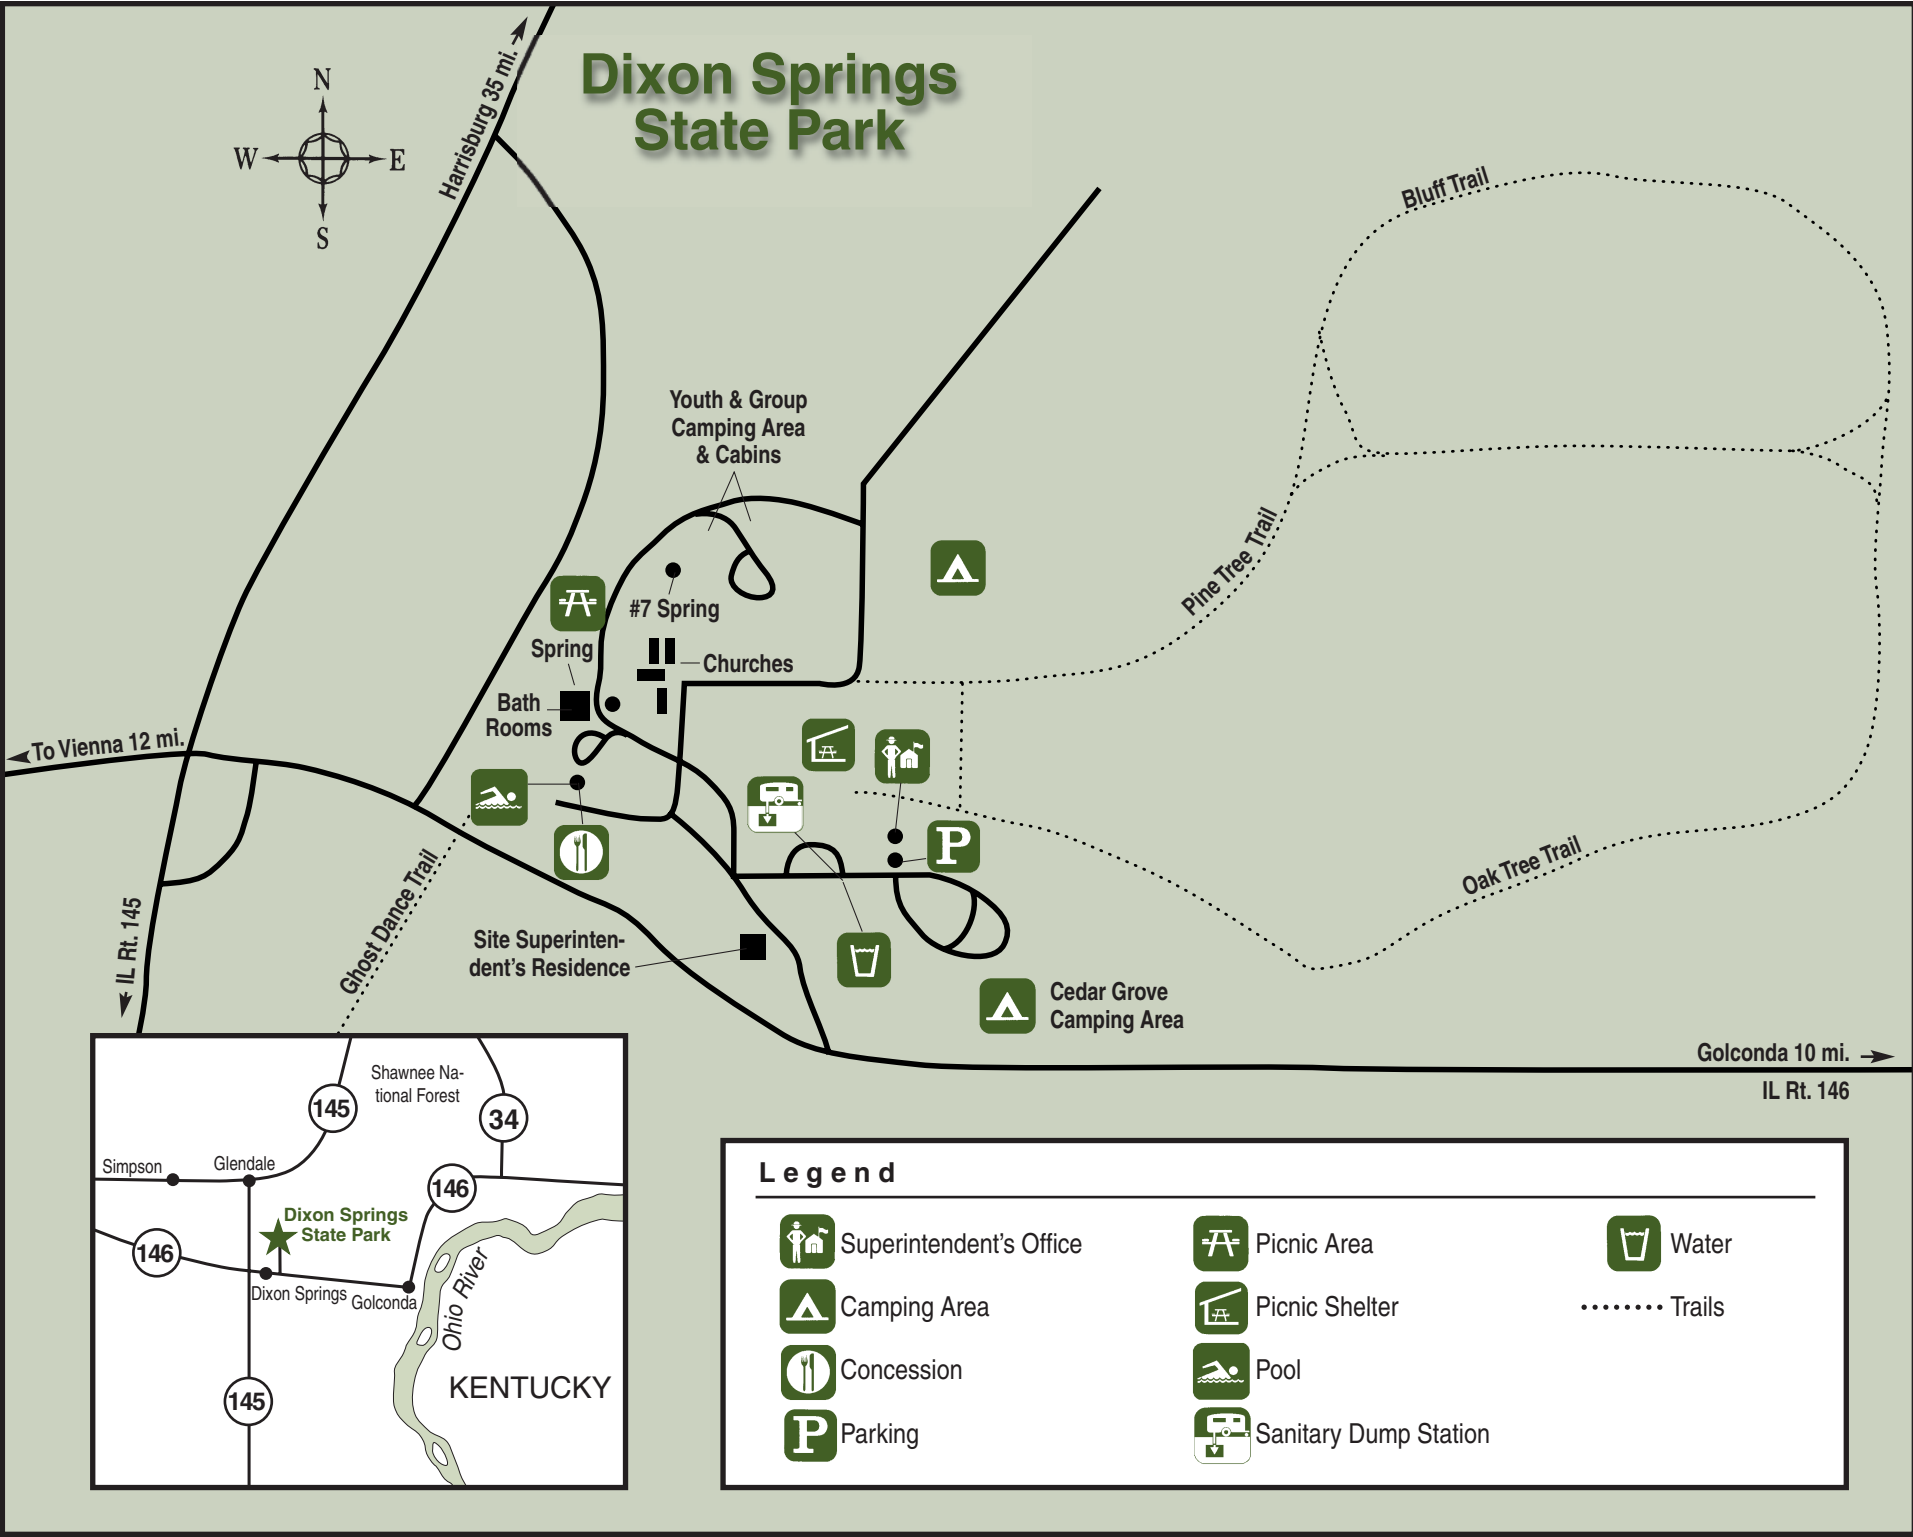 Dixon Springs
State Park
N
W
E
S
Harrisburg 35 mi.
Bluff Trail
Youth & Group
Camping Area
& Cabins
Pine Tree Trail
#7 Spring
Spring
Churches
Bath
Rooms
To Vienna 12 mi.
P
Oak Tree Trail
Ghost Dance Trail
IL Rt. 145
Site Superinten-
dent's Residence
Cedar Grove
Camping Area
Golconda 10 mi.
IL Rt. 146
Shawnee Na-
tional Forest
145
34
Simpson
Glendale
146
Dixon Springs
State Park
146
Dixon Springs
Golconda
Ohio River
KENTUCKY
145
Legend
Superintendent's Office
Picnic Area
Water
Camping Area
Picnic Shelter
Trails
Concession
Pool
P Parking
Sanitary Dump Station